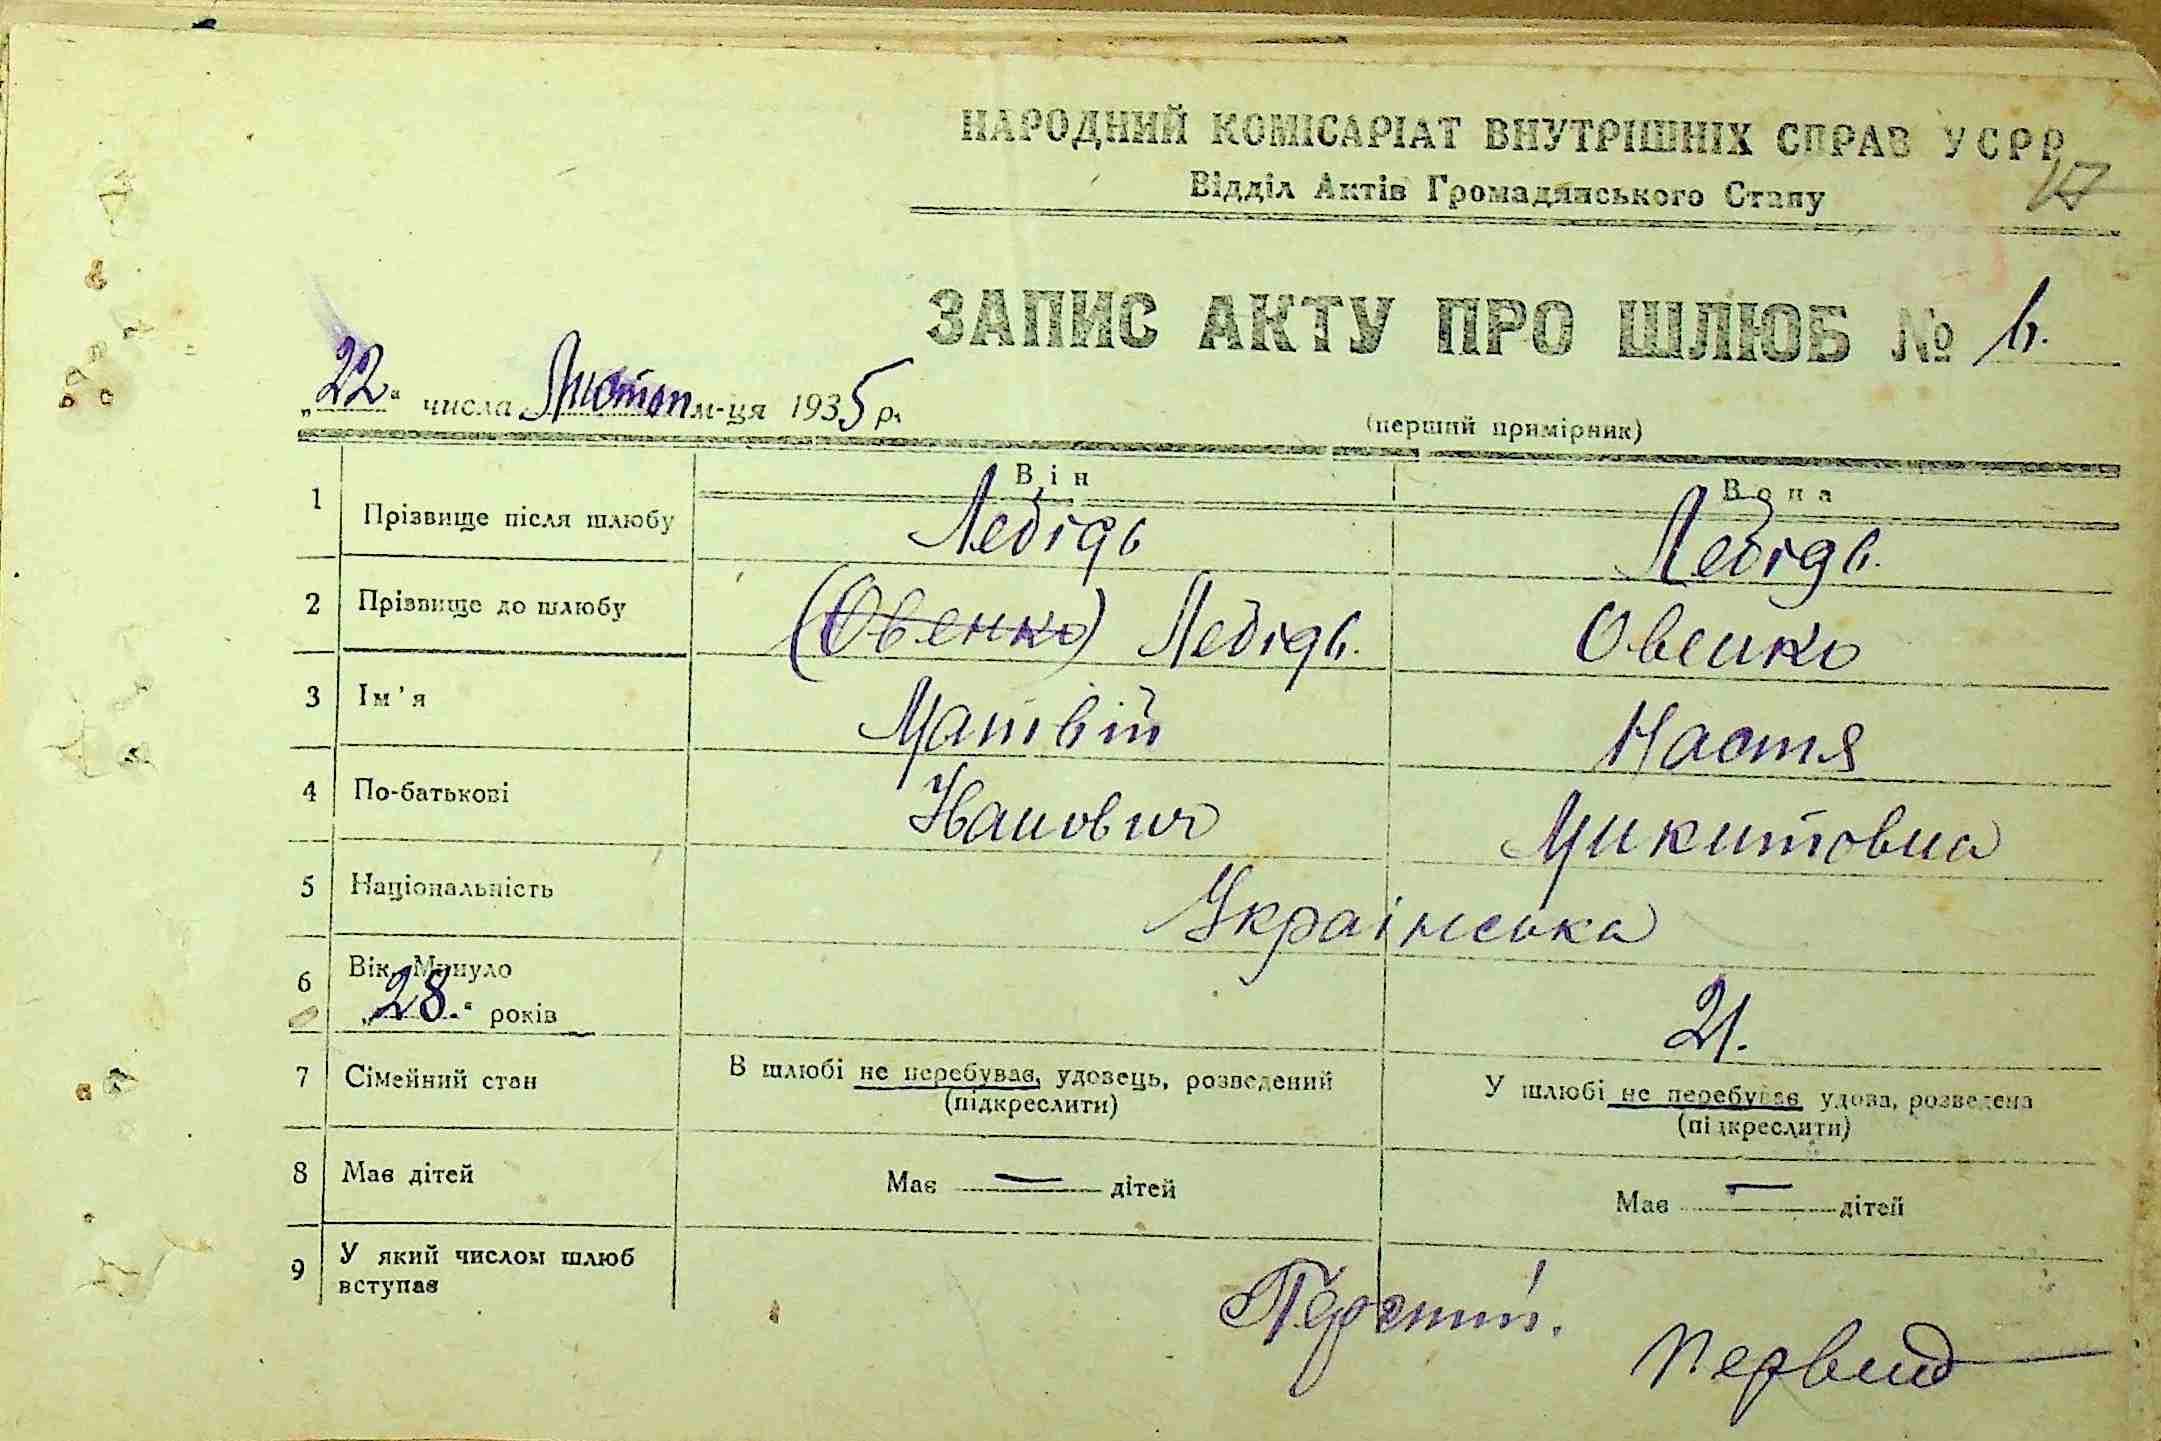 НАРОДНИЙ КОМІСАРІАТ ВНУТРІШНІХ СПРАВ УСРР
Відділ Актів Громадянського Стану
17
ЗАПИС АКТУ ПРО ШЛЮБ № 6.
„22“ числа Листоп м-ця 1935 р.
(перший примірник)
Він Вона
1 Прізвище після шлюбу Лебідь Лебідь.
2 Прізвище до шлюбу (Овенко) Лебідь. Овенко
3 Ім'я Матвій Настя
4 По-батькові Іванович Микитовна
5 Національність Українська
6 Вік. Минуло
„28.“ років 21.
7 Сімейний стан В шлюбі не перебував, удовець, розведений У шлюбі не перебував удова, розведена
(підкреслити) (підкреслити)
8 Має дітей Має — дітей Має — дітей
9 У який числом шлюб
вступає
Перший.